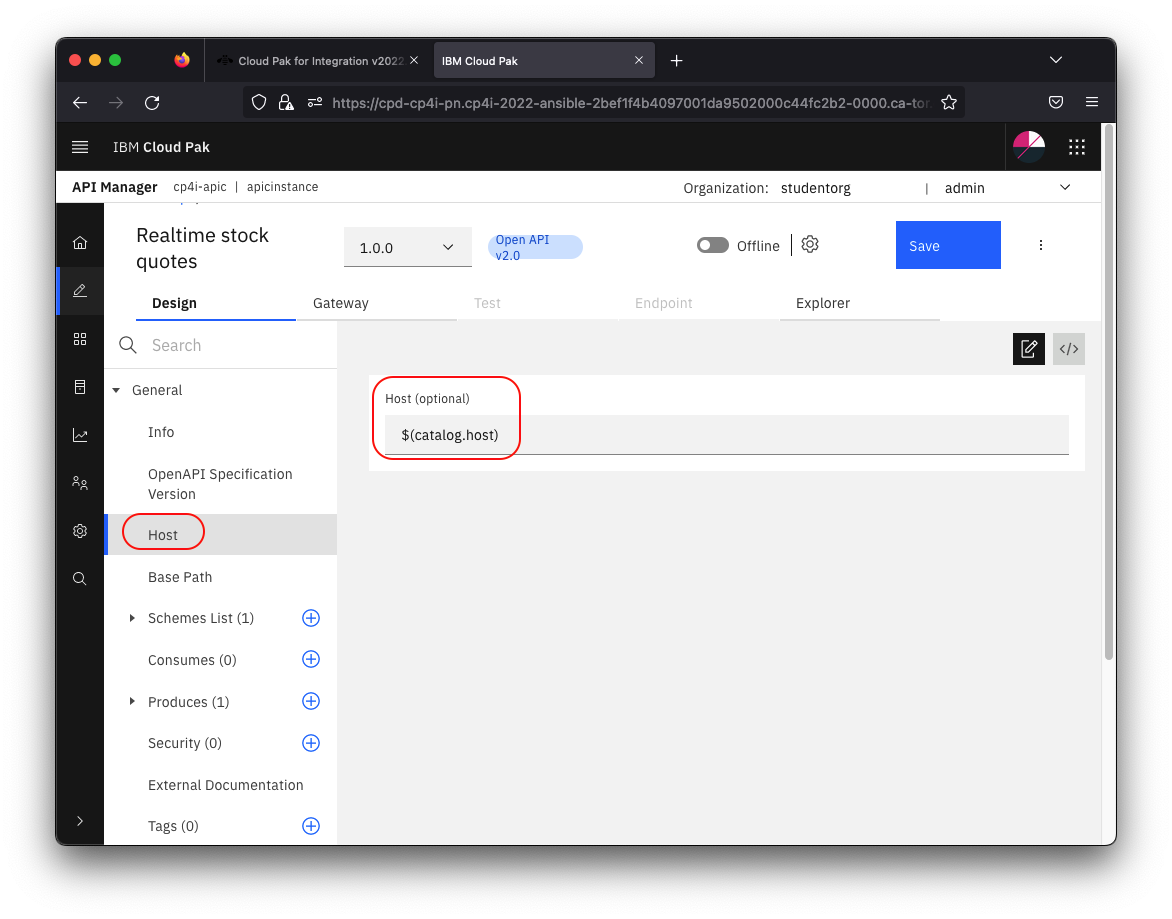 Cloud Pak for Integration v2022
IBM Cloud Pak
https://cpd-cp4i-pn.cp4i-2022-ansible-2bef1f4b4097001da9502000c44fc2b2-0000.ca-tor.
IBM Cloud Pak
API Manager cp4i-apic | apicinstance Organization: studentorg | admin
Realtime stock
quotes
1.0.0
Open API
v2.0
Offline
Save
Design Gateway Test Endpoint Explorer
Search
</>
General
Host (optional)
$(catalog.host)
Info
OpenAPI Specification
Version
Host
Base Path
Schemes List (1)
Consumes (0)
Produces (1)
Security (0)
External Documentation
Tags (0)